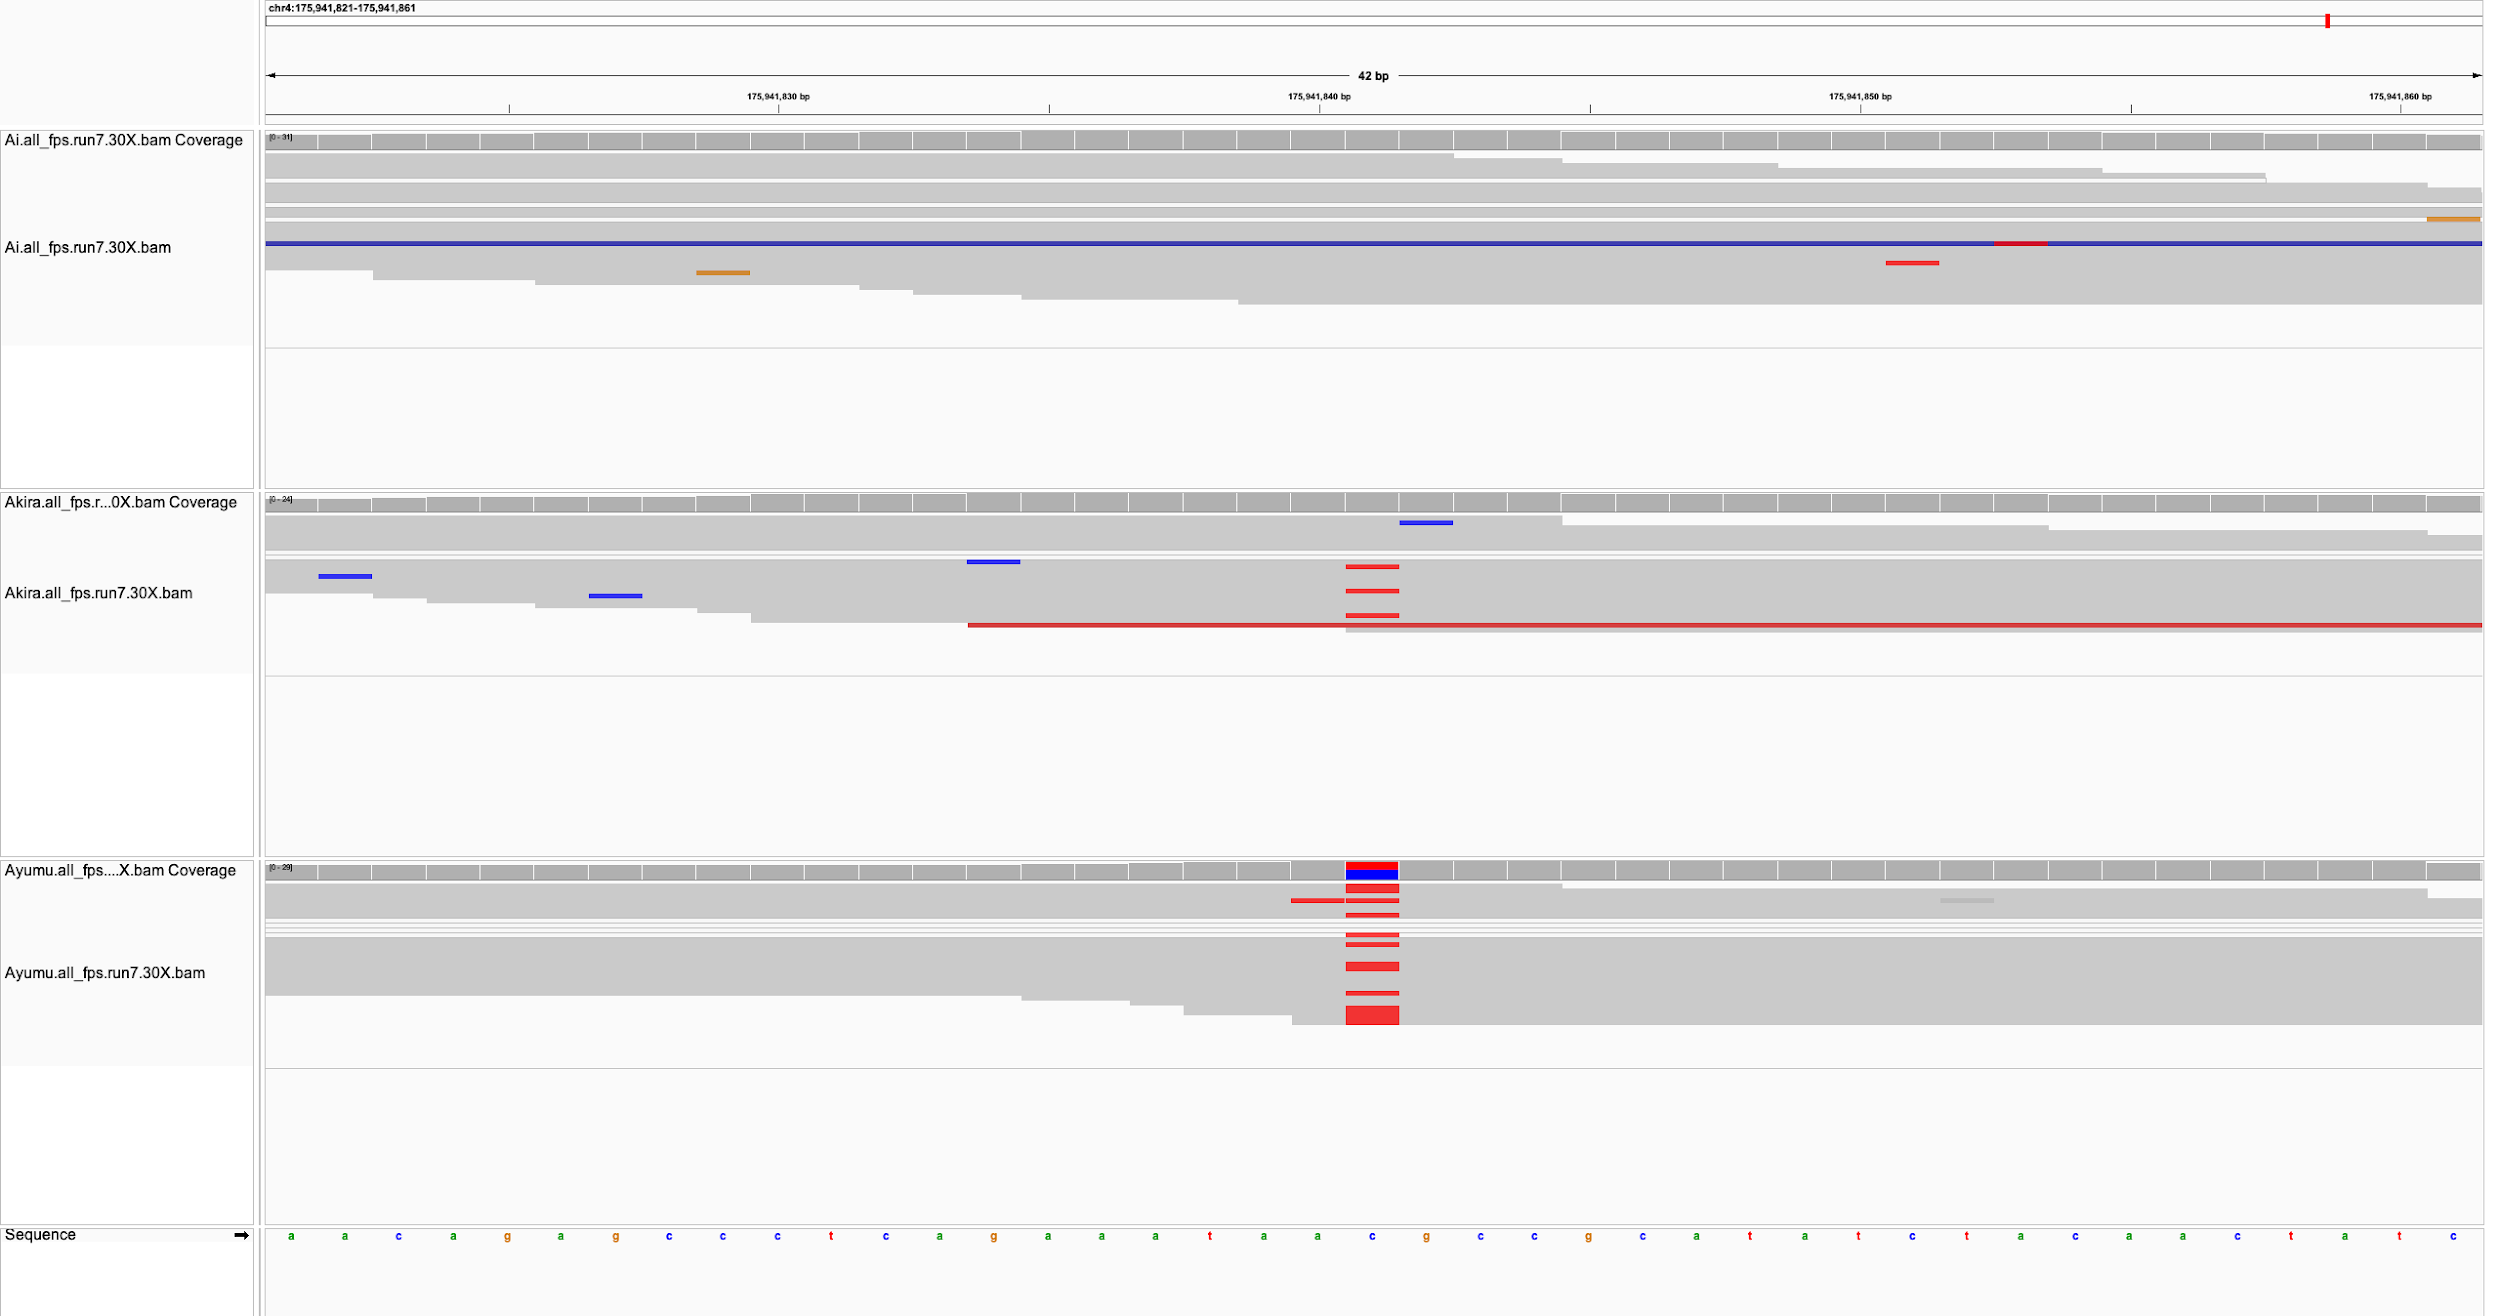 chr4:175,941,821-175,941,861
42 bp
175,941,830 bp 175,941,840 bp 175,941,850 bp 175,941,860 bp
Ai.all_fps.run7.30X.bam Coverage
[0 - 31]
Ai.all_fps.run7.30X.bam
Akira.all_fps.r...0X.bam Coverage
[0 - 24]
Akira.all_fps.run7.30X.bam
Ayumu.all_fps....X.bam Coverage
[0 - 29]
Ayumu.all_fps.run7.30X.bam
Sequence a a c a g a g c c c t c a g a a a t a a c g c c g c a t a t c t a c a a c t a t c